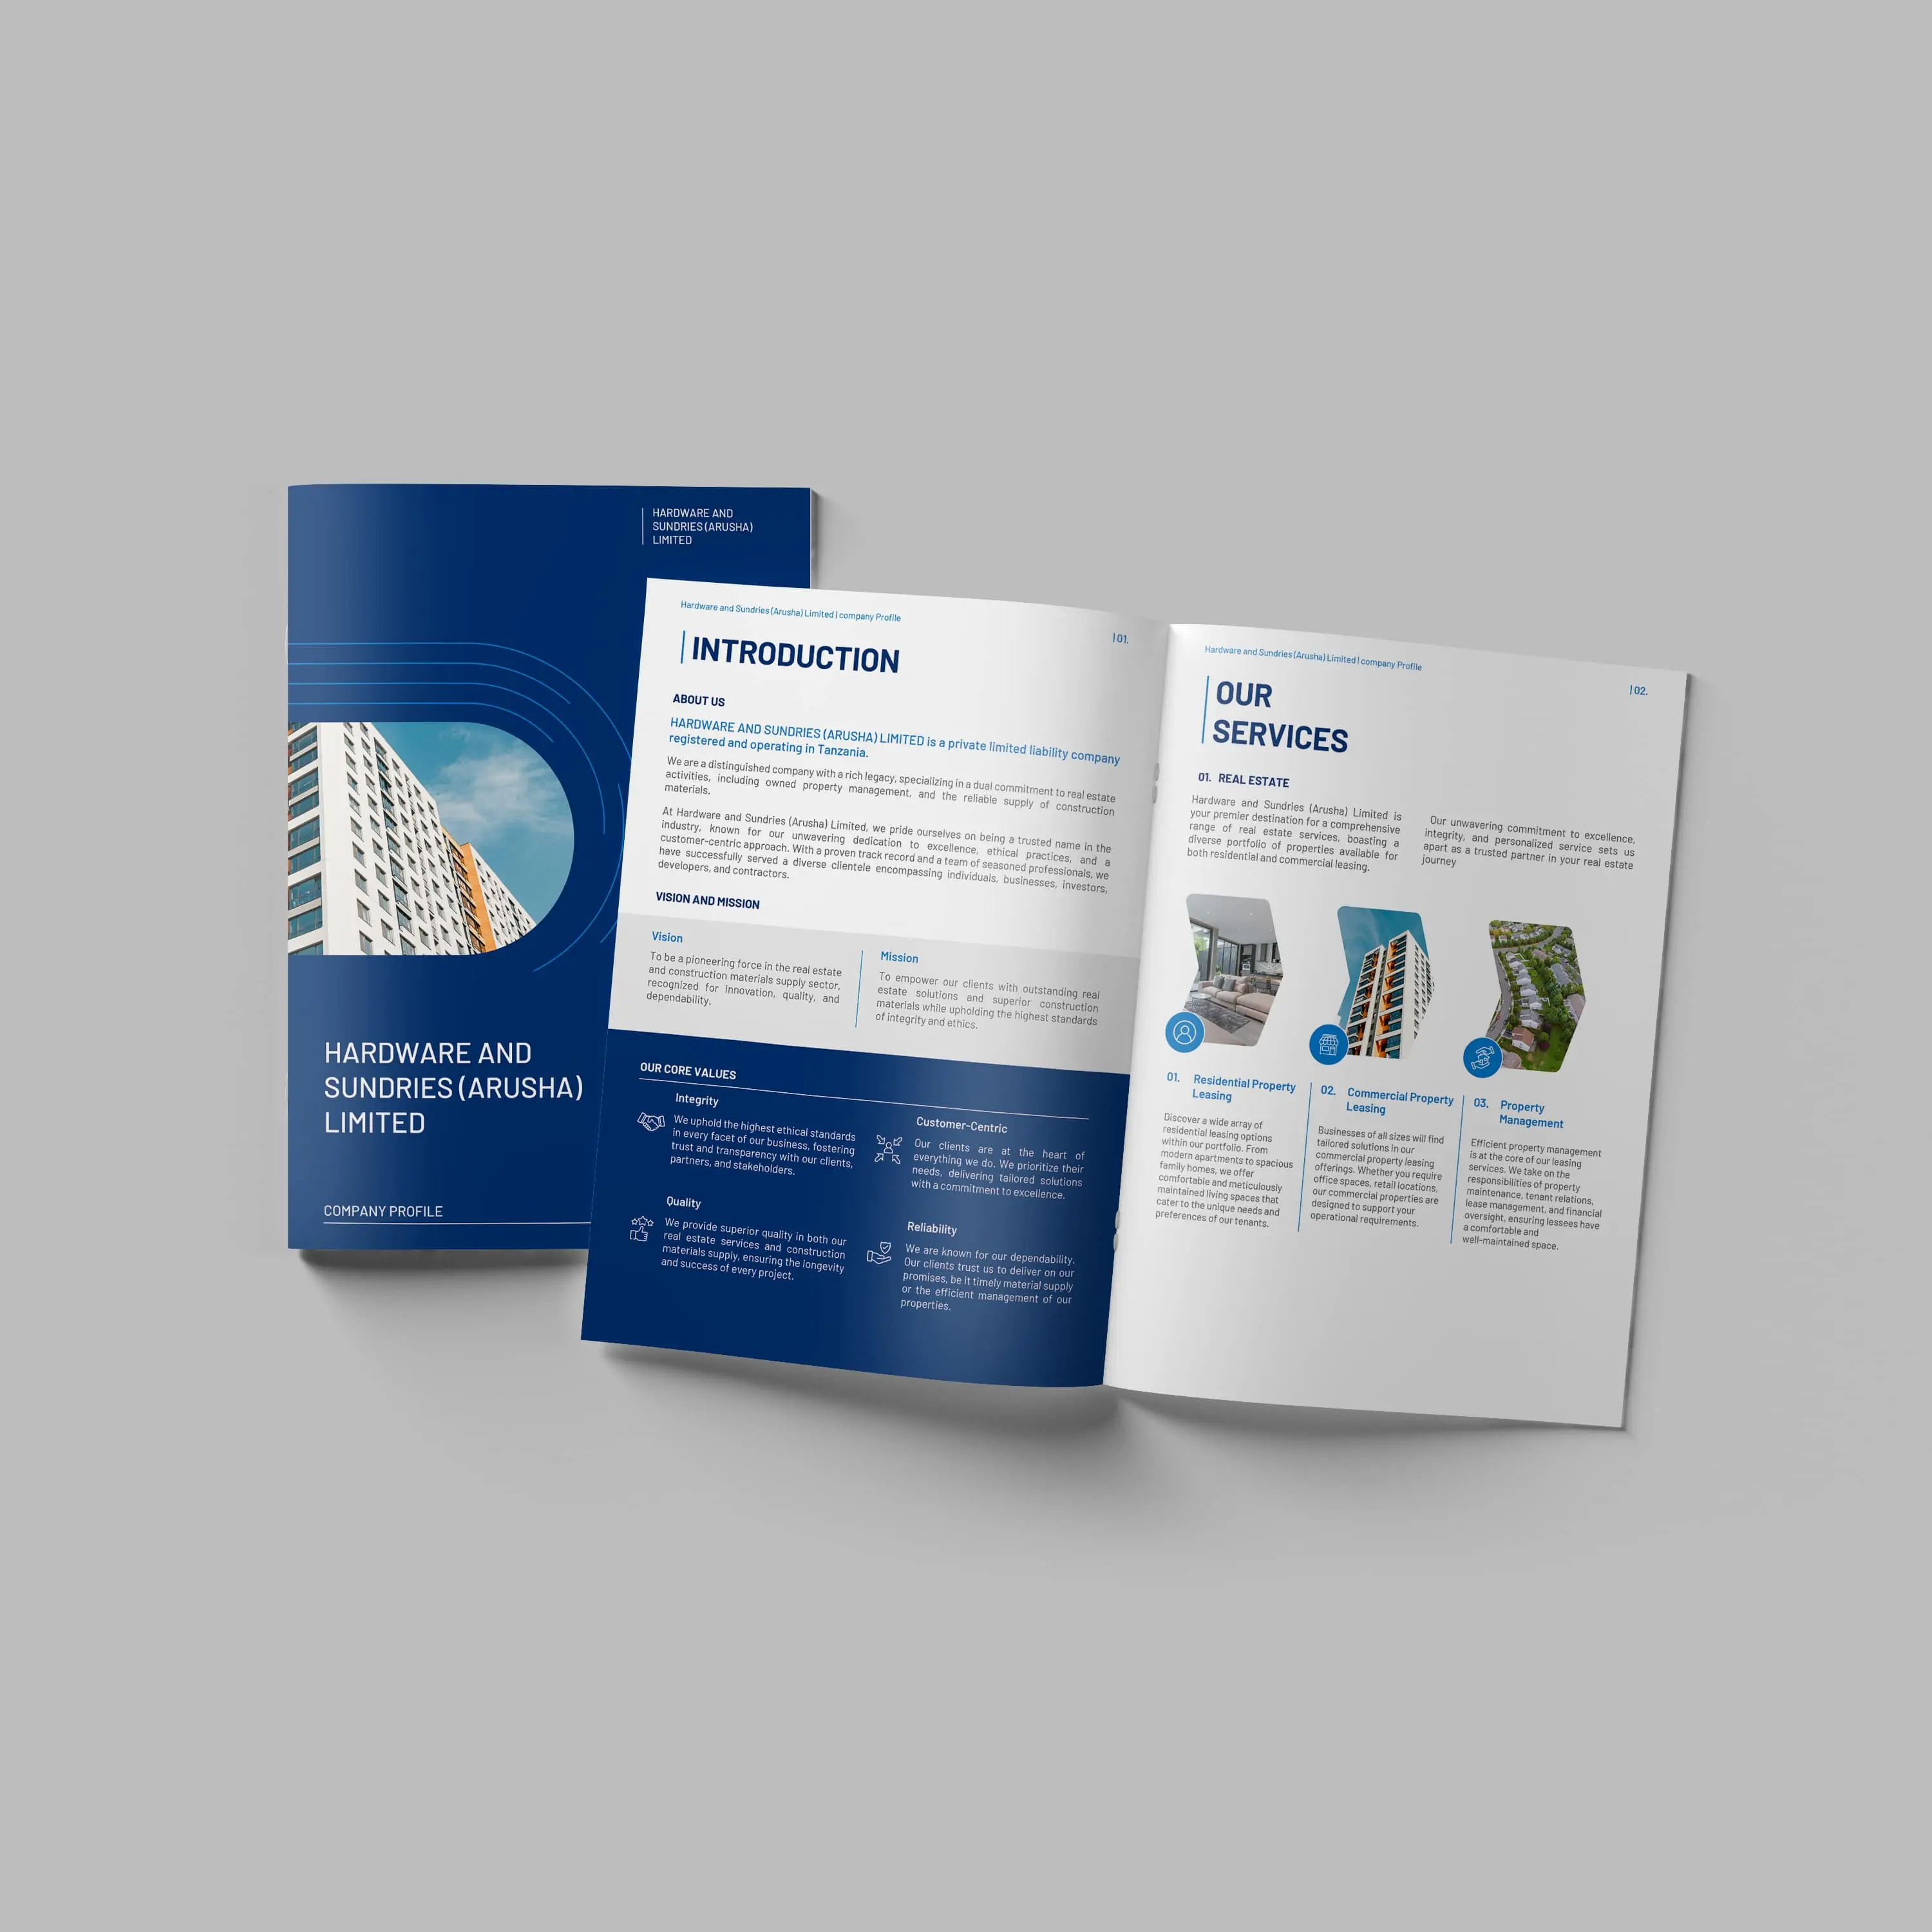 HARDWARE AND
SUNDRIES (ARUSHA)
LIMITED
HARDWARE AND
SUNDRIES (ARUSHA)
LIMITED
COMPANY PROFILE
Hardware and Sundries (Arusha) Limited | company Profile
| 01.
INTRODUCTION
ABOUT US
HARDWARE AND SUNDRIES (ARUSHA) LIMITED is a private limited liability company
registered and operating in Tanzania.
We are a distinguished company with a rich legacy, specializing in a dual commitment to real estate
activities, including owned property management, and the reliable supply of construction
materials.
At Hardware and Sundries (Arusha) Limited, we pride ourselves on being a trusted name in the
industry, known for our unwavering dedication to excellence, ethical practices, and a
customer-centric approach. With a proven track record and a team of seasoned professionals, we
have successfully served a diverse clientele encompassing individuals, businesses, investors,
developers, and contractors.
VISION AND MISSION
Vision
To be a pioneering force in the real estate
and construction materials supply sector,
recognized for innovation, quality, and
dependability.
Mission
To empower our clients with outstanding real
estate solutions and superior construction
materials while upholding the highest standards
of integrity and ethics.
OUR CORE VALUES
Integrity
We uphold the highest ethical standards
in every facet of our business, fostering
trust and transparency with our clients,
partners, and stakeholders.
Customer-Centric
Our clients are at the heart of
everything we do. We prioritize their
needs, delivering tailored solutions
with a commitment to excellence.
Quality
We provide superior quality in both our
real estate services and construction
materials supply, ensuring the longevity
and success of every project.
Reliability
We are known for our dependability.
Our clients trust us to deliver on our
promises, be it timely material supply
or the efficient management of our
properties.
Hardware and Sundries (Arusha) Limited | company Profile
| 02.
OUR
SERVICES
01. REAL ESTATE
Hardware and Sundries (Arusha) Limited is
your premier destination for a comprehensive
range of real estate services, boasting a
diverse portfolio of properties available for
both residential and commercial leasing.
Our unwavering commitment to excellence,
integrity, and personalized service sets us
apart as a trusted partner in your real estate
journey
01. Residential Property
Leasing
Discover a wide array of
residential leasing options
within our portfolio. From
modern apartments to spacious
family homes, we offer
comfortable and meticulously
maintained living spaces that
cater to the unique needs and
preferences of our tenants.
02. Commercial Property
Leasing
Businesses of all sizes will find
tailored solutions in our
commercial property leasing
offerings. Whether you require
office spaces, retail locations,
our commercial properties are
designed to support your
operational requirements.
03. Property
Management
Efficient property management
is at the core of our leasing
services. We take on the
responsibilities of property
maintenance, tenant relations,
lease management, and financial
oversight, ensuring lessees have
a comfortable and
well-maintained space.